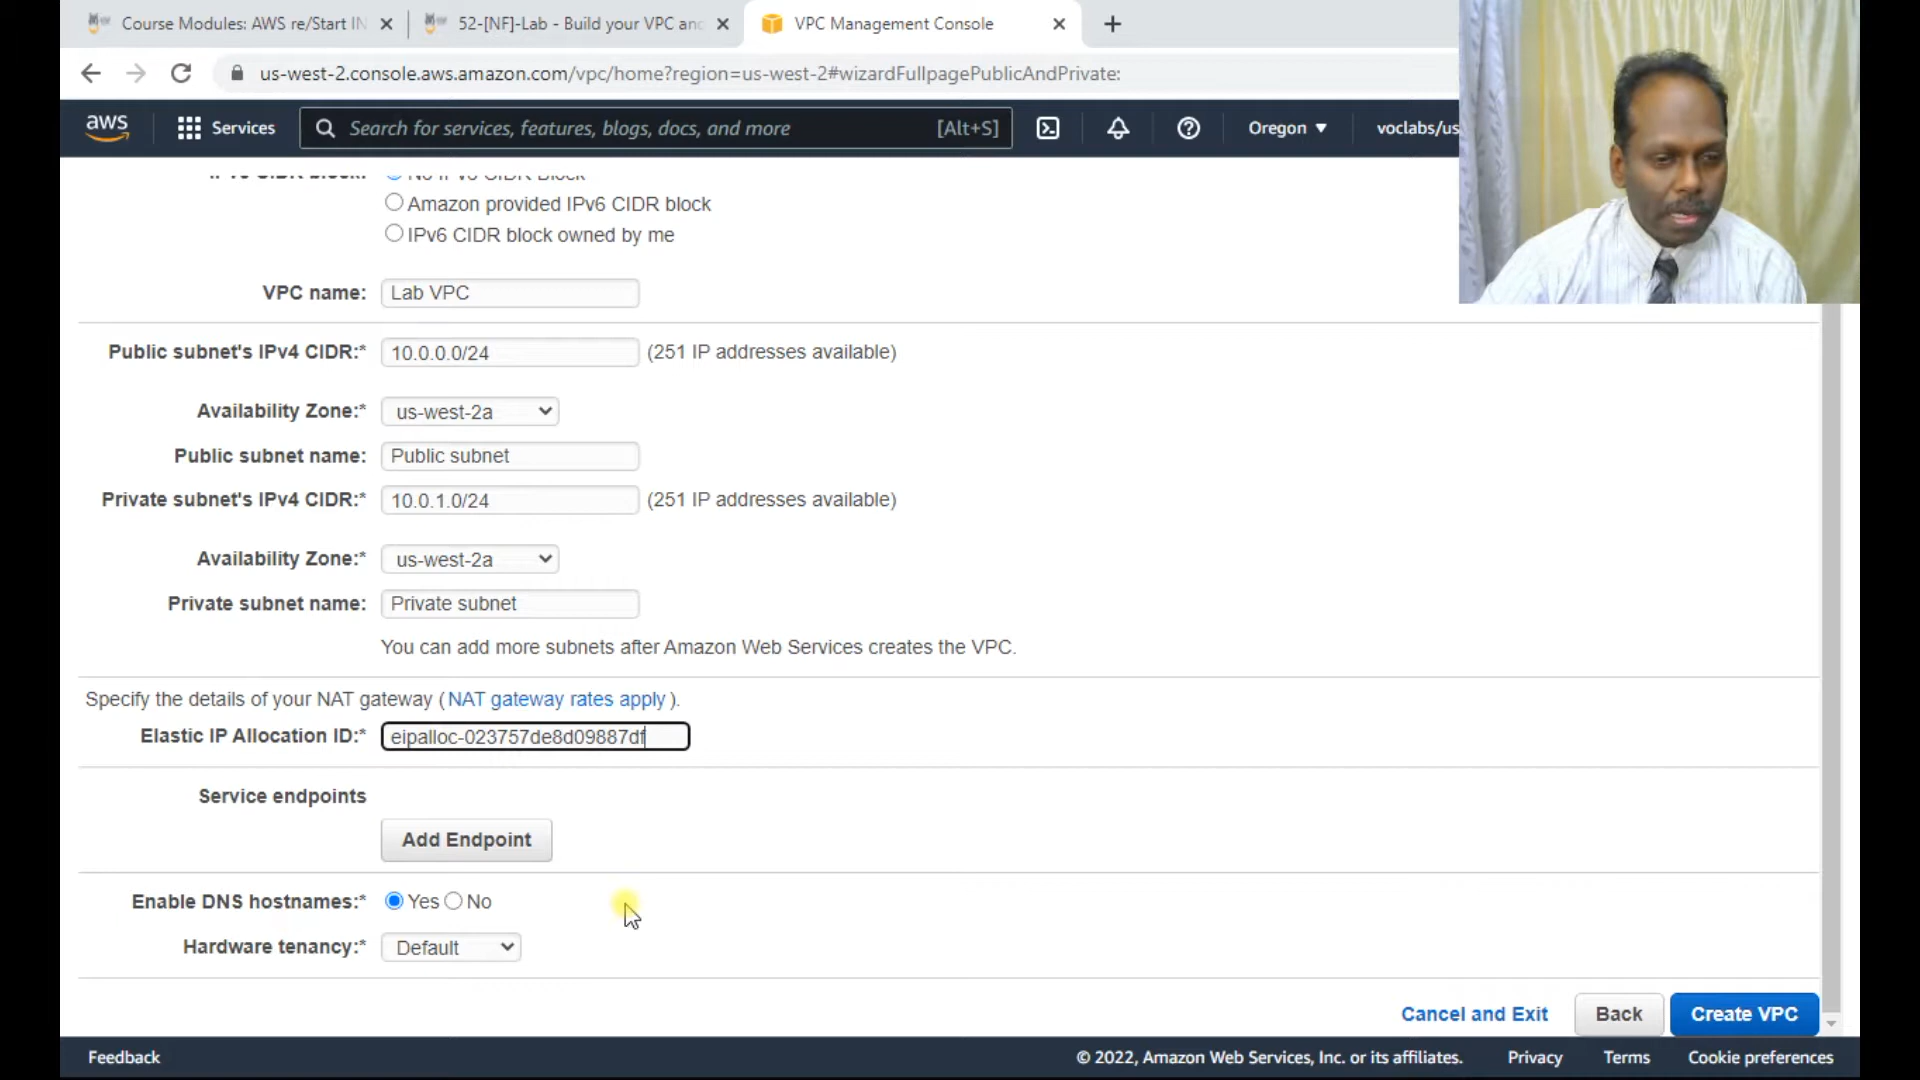 Course Modules: AWS re/Start IN
52-[NF]-Lab - Build your VPC and
VPC Management Console
us-west-2.console.aws.amazon.com/vpc/home?region=us-west-2#wizardFullpagePublicAndPrivate:
aws
Services
Search for services, features, blogs, docs, and more
[Alt+S]
Oregon
voclabs/us
Amazon provided IPv6 CIDR block
IPv6 CIDR block owned by me
VPC name: Lab VPC
Public subnet's IPv4 CIDR:* 10.0.0.0/24 (251 IP addresses available)
Availability Zone:* us-west-2a
Public subnet name: Public subnet
Private subnet's IPv4 CIDR:* 10.0.1.0/24 (251 IP addresses available)
Availability Zone:* us-west-2a
Private subnet name: Private subnet
You can add more subnets after Amazon Web Services creates the VPC.
Specify the details of your NAT gateway (NAT gateway rates apply ).
Elastic IP Allocation ID:* eipalloc-023757de8d09887df
Service endpoints
Add Endpoint
Enable DNS hostnames:* Yes No
Hardware tenancy:* Default
Cancel and Exit Back Create VPC
Feedback
© 2022, Amazon Web Services, Inc. or its affiliates. Privacy Terms Cookie preferences